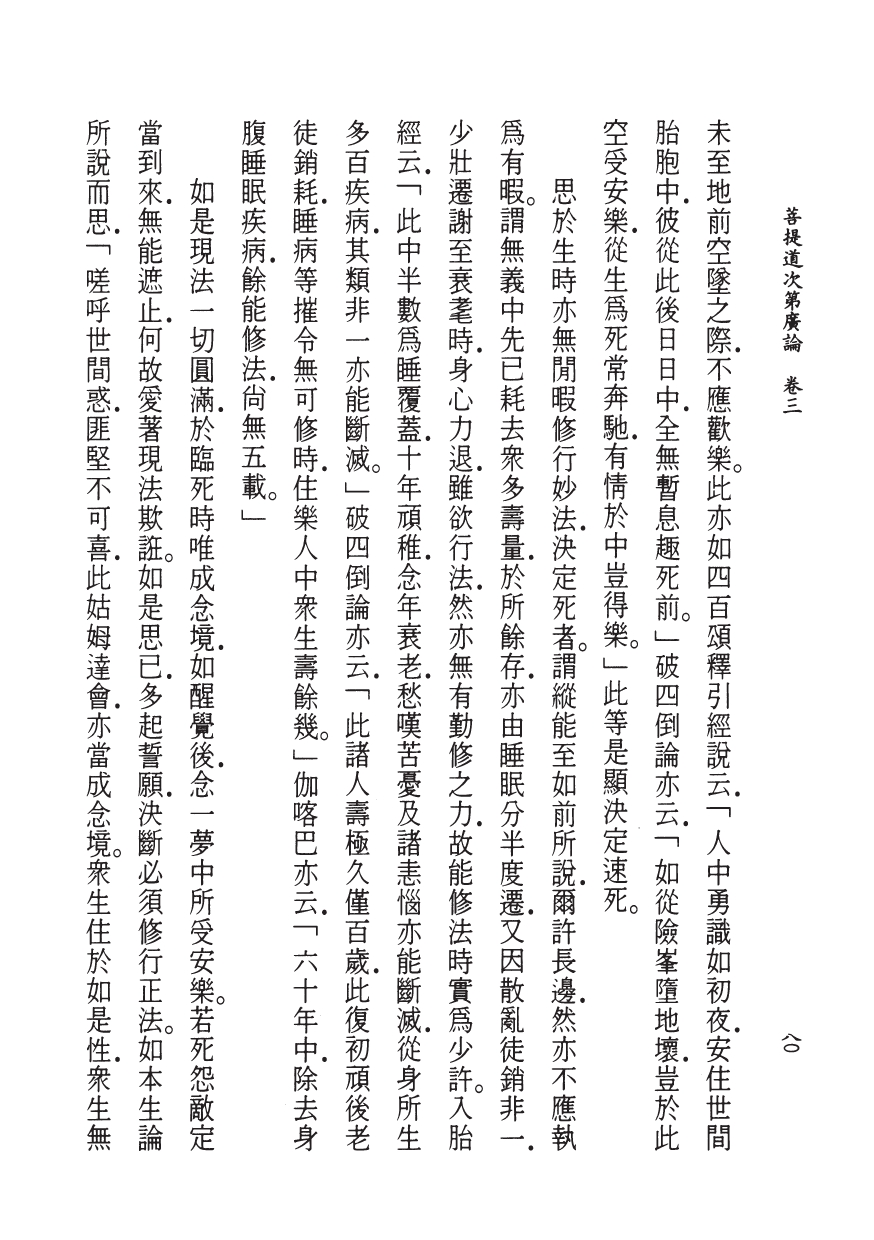 菩提道次第廣論　卷三
八〇
未至地前空墜之際．不應歡樂。此亦如四百頌釋引經說云．「人中勇識如初夜．安住世間
胎胞中．彼從此後日日中．全無暫息趣死前。」破四倒論亦云．「如從險峯墮地壞．豈於此
空受安樂．從生爲死常奔馳．有情於中豈得樂。」此等是顯決定速死。
　　思於生時亦無閒暇修行妙法．決定死者。謂縱能至如前所說．爾許長邊．然亦不應執
爲有暇。謂無義中先已耗去衆多壽量．於所餘存．亦由睡眠分半度遷．又因散亂徒銷非一．
少壯遷謝至衰耄時．身心力退．雖欲行法．然亦無有勤修之力．故能修法時實爲少許。入胎
經云．「此中半數爲睡覆蓋．十年頑稚．念年衰老．愁嘆苦憂及諸恚惱亦能斷滅．從身所生
多百疾病．其類非一亦能斷滅。」破四倒論亦云．「此諸人壽極久僅百歲．此復初頑後老
徒銷耗．睡病等摧令無可修時．住樂人中衆生壽餘幾。」伽喀巴亦云．「六十年中．除去身
腹睡眠疾病．餘能修法．尙無五載。」
　　如是現法一切圓滿．於臨死時唯成念境．如醒覺後．念一夢中所受安樂。若死怨敵定
當到來．無能遮止．何故愛著現法欺誑。如是思已．多起誓願．決斷必須修行正法。如本生論
所說而思．「嗟呼世間惑．匪堅不可喜．此姑姆達會．亦當成念境。衆生住於如是性．衆生無